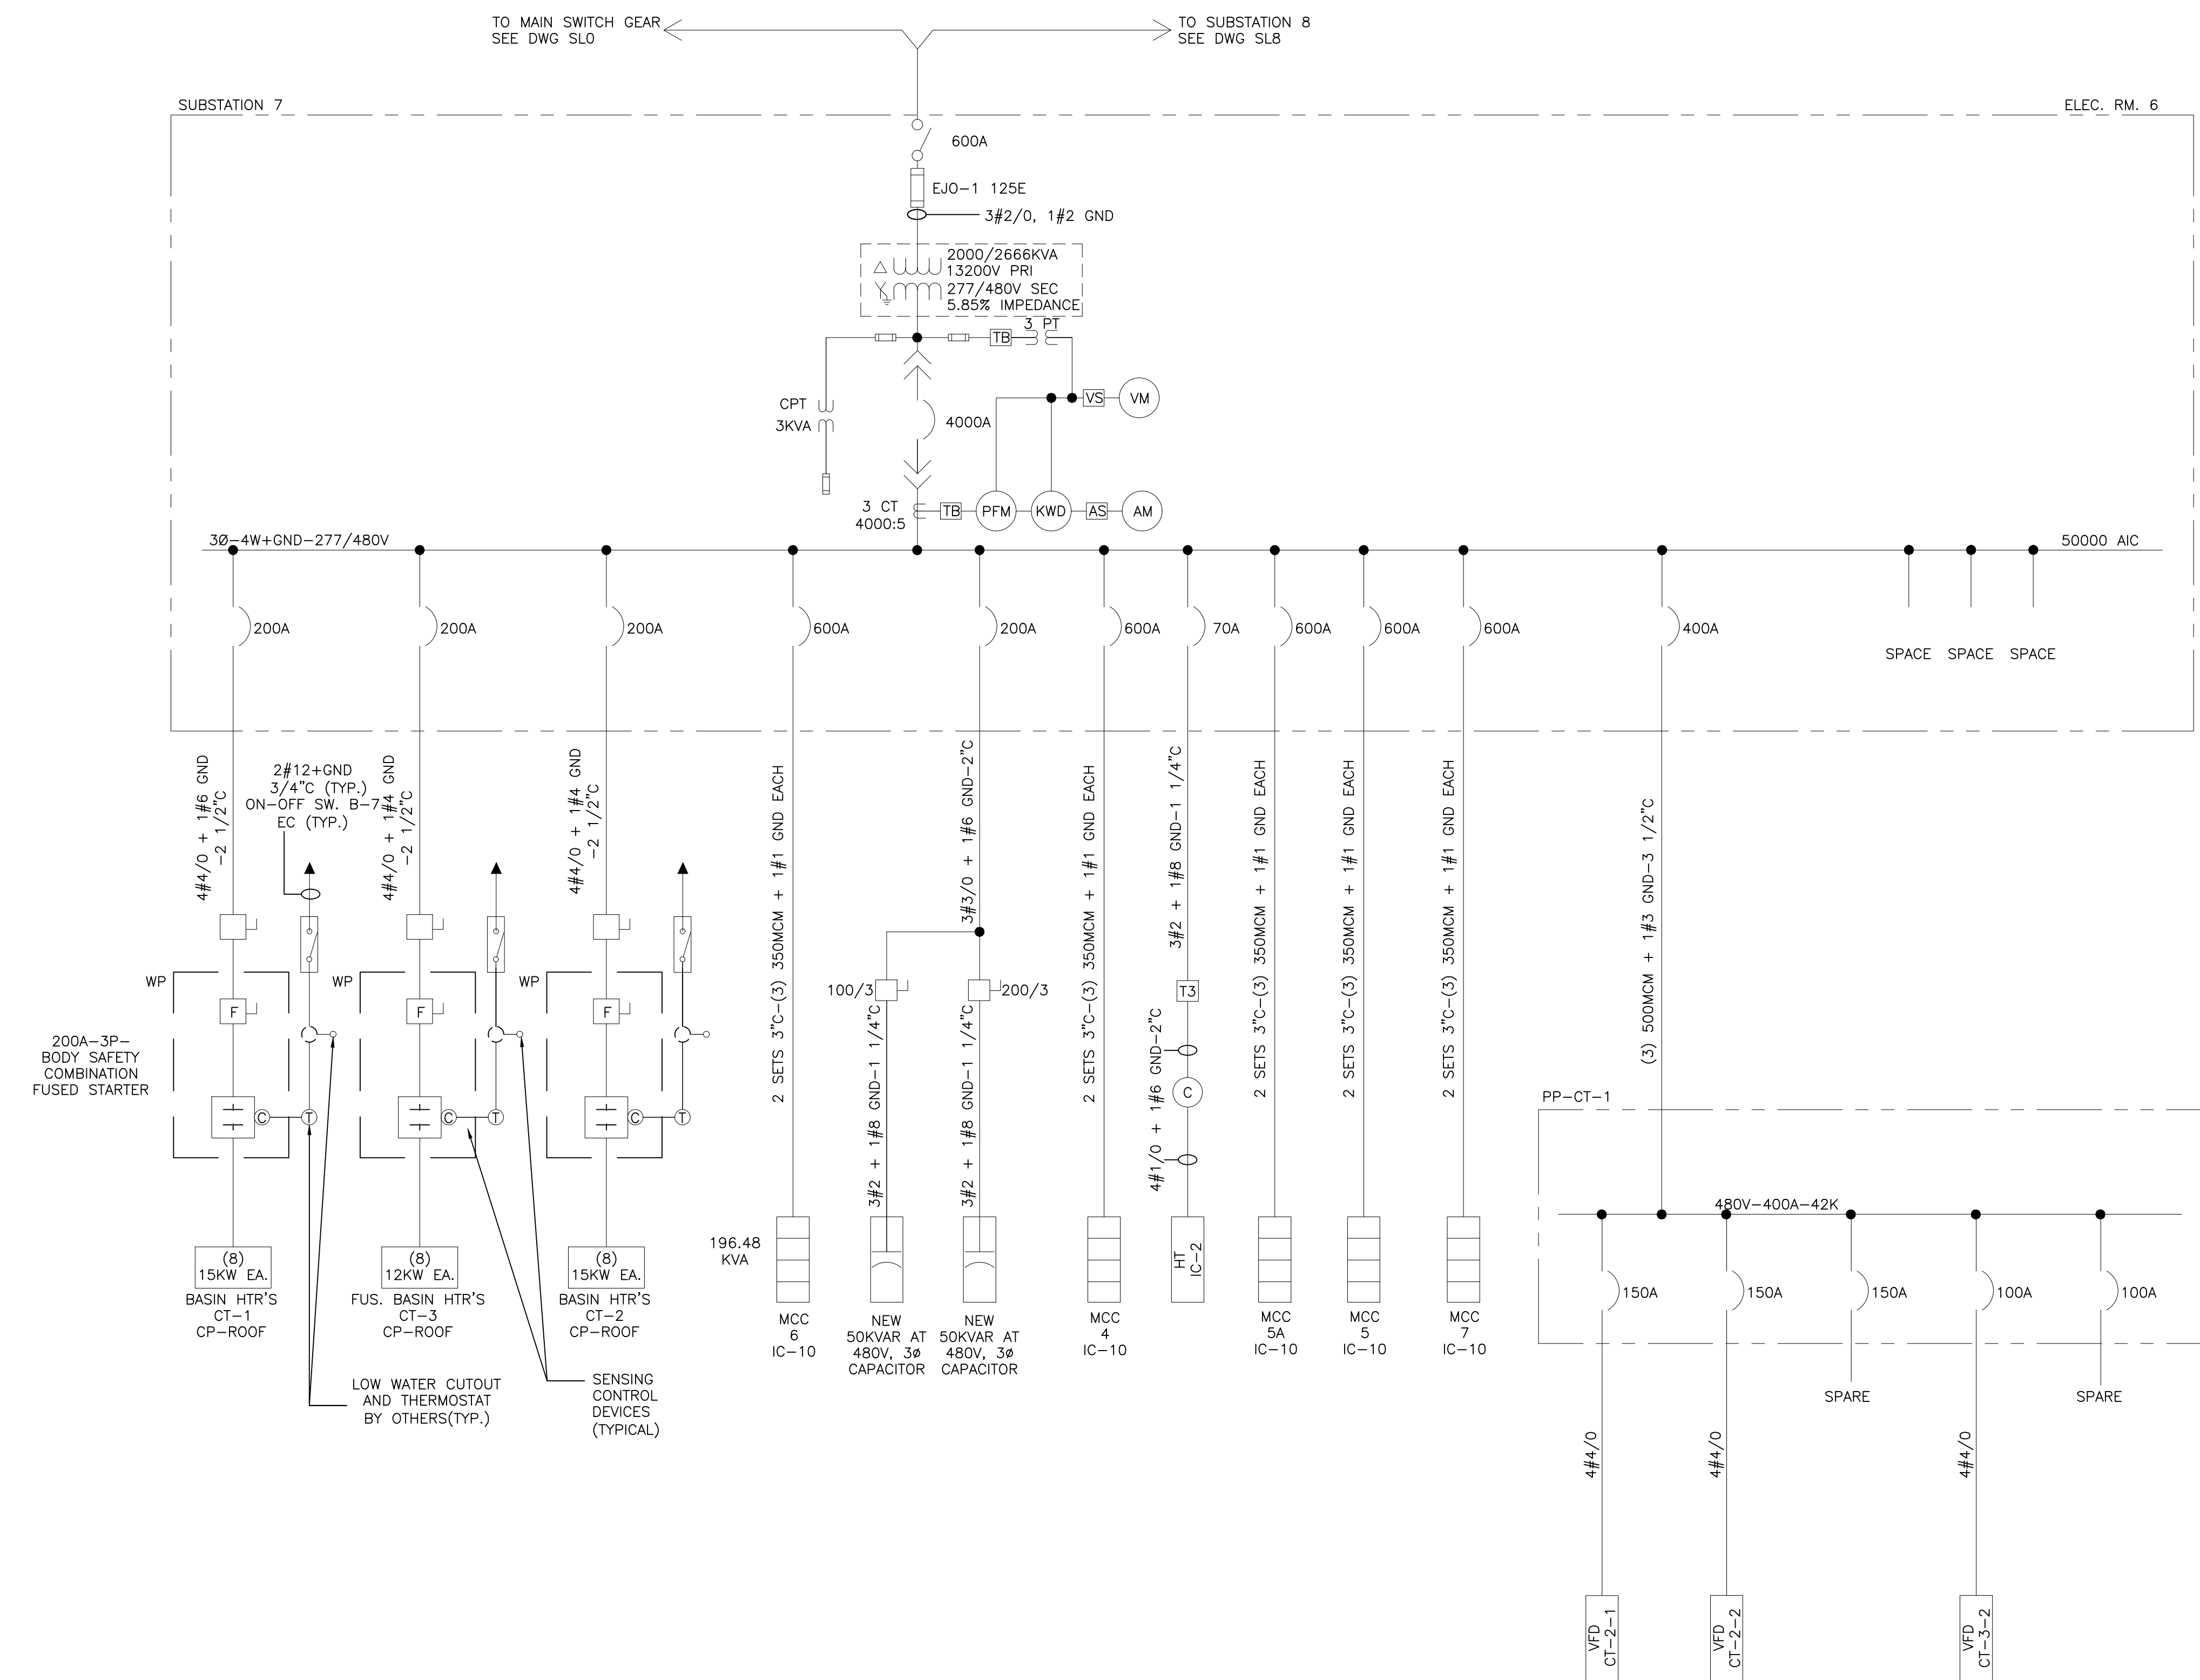 TO MAIN SWITCH GEAR
SEE DWG SL0
TO SUBSTATION 8
SEE DWG SL8
SUBSTATION 7
ELEC. RM. 6
600A
EJO-1 125E
3#2/0, 1#2 GND
2000/2666KVA
13200V PRI
277/480V SEC
5.85% IMPEDANCE
3 PT
TB
CPT
3KVA
4000A
VS
VM
3 CT
4000:5
TB
PFM
KWD
AS
AM
3Ø-4W+GND-277/480V
50000 AIC
200A
200A
200A
600A
200A
600A
70A
600A
600A
600A
400A
SPACE
SPACE
SPACE
4#4/0 + 1#6 GND
-2 1/2"C
2#12+GND
3/4"C (TYP.)
ON-OFF SW. B-7
EC (TYP.)
4#4/0 + 1#4 GND
-2 1/2"C
4#4/0 + 1#4 GND
-2 1/2"C
2 SETS 3"C-(3) 350MCM + 1#1 GND EACH
3#3/0 + 1#6 GND-2"C
2 SETS 3"C-(3) 350MCM + 1#1 GND EACH
3#2 + 1#8 GND-1 1/4"C
2 SETS 3"C-(3) 350MCM + 1#1 GND EACH
2 SETS 3"C-(3) 350MCM + 1#1 GND EACH
2 SETS 3"C-(3) 350MCM + 1#1 GND EACH
(3) 500MCM + 1#3 GND-3 1/2"C
WP
WP
WP
F
F
F
100/3
200/3
T3
200A-3P-
BODY SAFETY
COMBINATION
FUSED STARTER
3#2 + 1#8 GND-1 1/4"C
3#2 + 1#8 GND-1 1/4"C
4#1/0 + 1#6 GND-2"C
C
C
T
C
T
C
T
PP-CT-1
480V-400A-42K
196.48
KVA
(8)
15KW EA.
BASIN HTR'S
CT-1
CP-ROOF
(8)
12KW EA.
FUS. BASIN HTR'S
CT-3
CP-ROOF
(8)
15KW EA.
BASIN HTR'S
CT-2
CP-ROOF
MCC
6
IC-10
NEW
50KVAR AT
480V, 3ø
CAPACITOR
NEW
50KVAR AT
480V, 3ø
CAPACITOR
MCC
4
IC-10
HT
IC-2
MCC
5A
IC-10
MCC
5
IC-10
MCC
7
IC-10
150A
150A
150A
100A
100A
LOW WATER CUTOUT
AND THERMOSTAT
BY OTHERS(TYP.)
SENSING
CONTROL
DEVICES
(TYPICAL)
SPARE
SPARE
4#4/0
4#4/0
4#4/0
VFD
CT-2-1
VFD
CT-2-2
VFD
CT-3-2